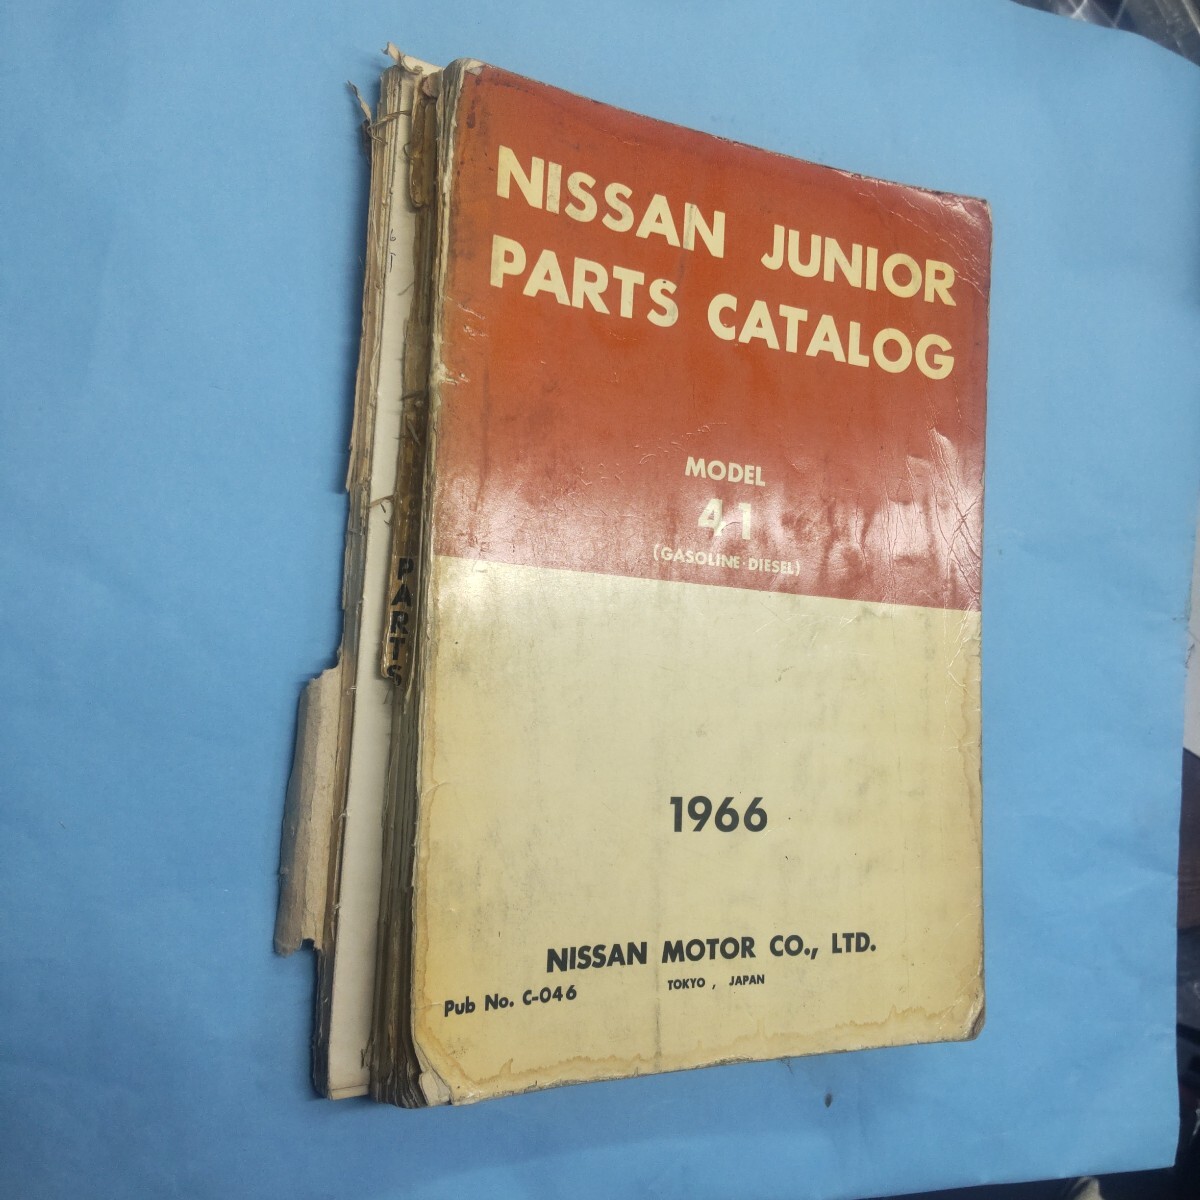 NISSAN JUNIOR
PARTS CATALOG
MODEL
41
(GASOLINE·DIESEL)
1966
NISSAN MOTOR CO., LTD.
TOKYO , JAPAN
Pub No. C-046
PARTS